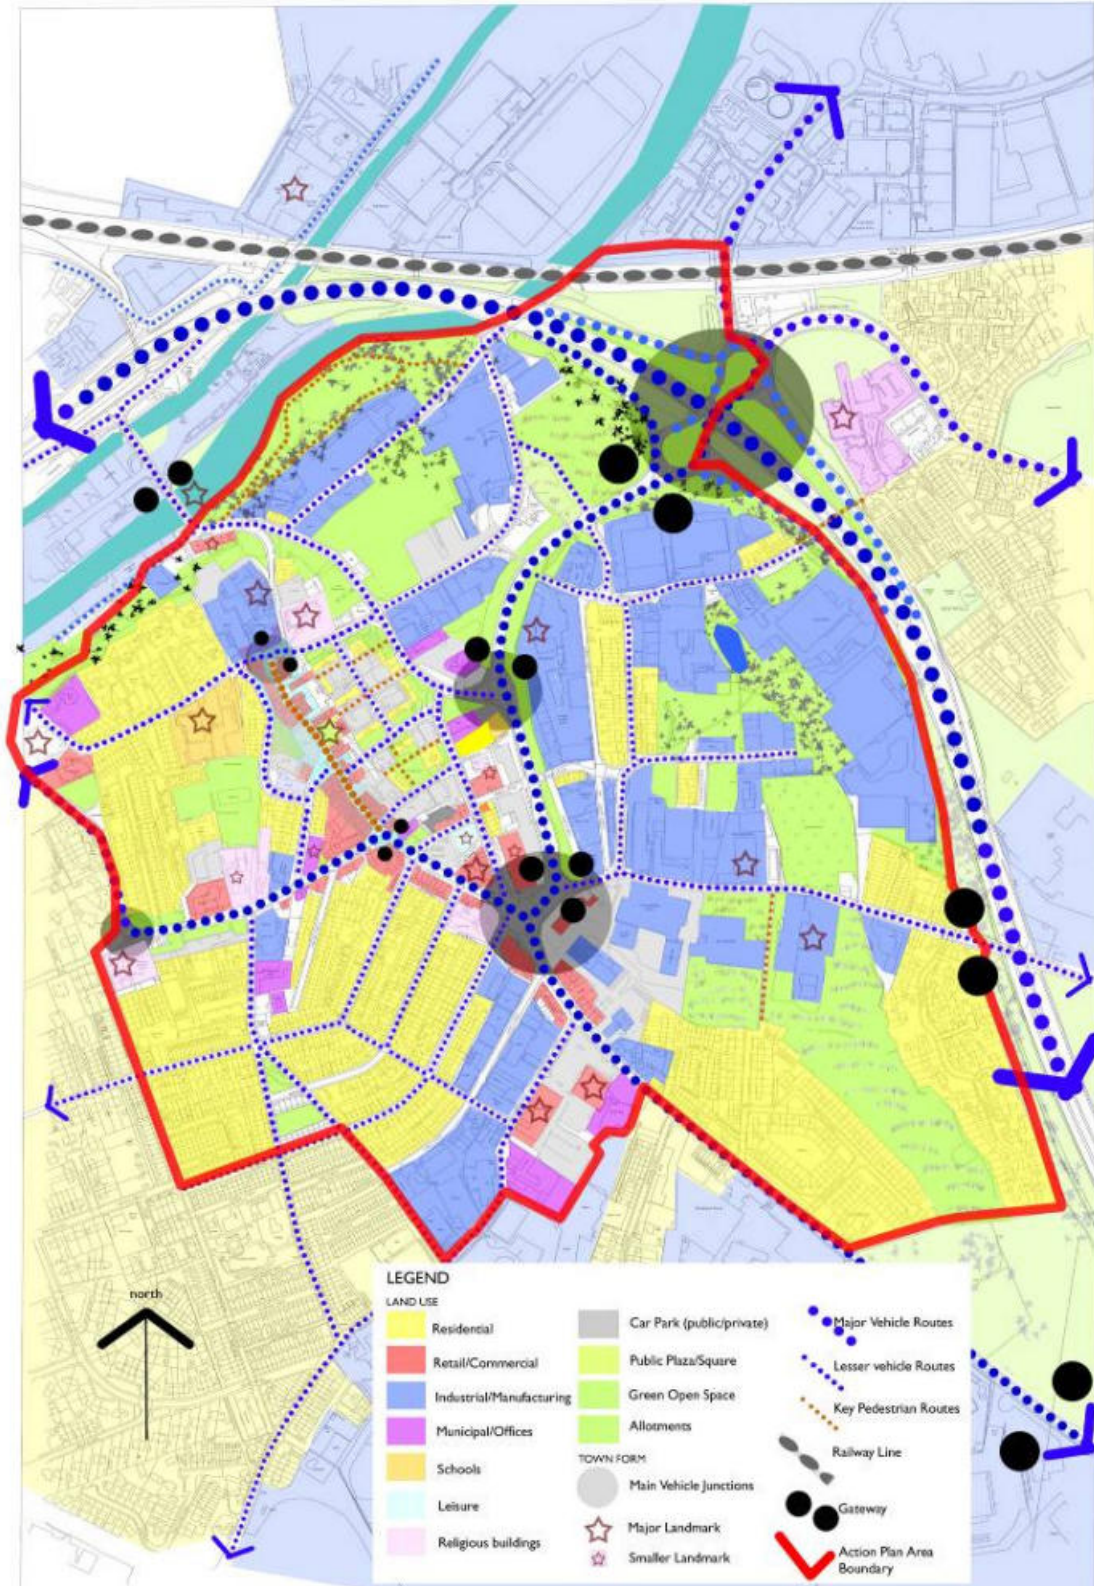 north
LEGEND
LAND USE
Residential
Retail/Commercial
Industrial/Manufacturing
Municipal/Offices
Schools
Leisure
Religious buildings
Car Park (public/private)
Public Plaza/Square
Green Open Space
Allotments
TOWN FORM
Main Vehicle Junctions
Major Landmark
Smaller Landmark
Major Vehicle Routes
Lesser vehicle Routes
Key Pedestrian Routes
Railway Line
Gateway
Action Plan Area
Boundary